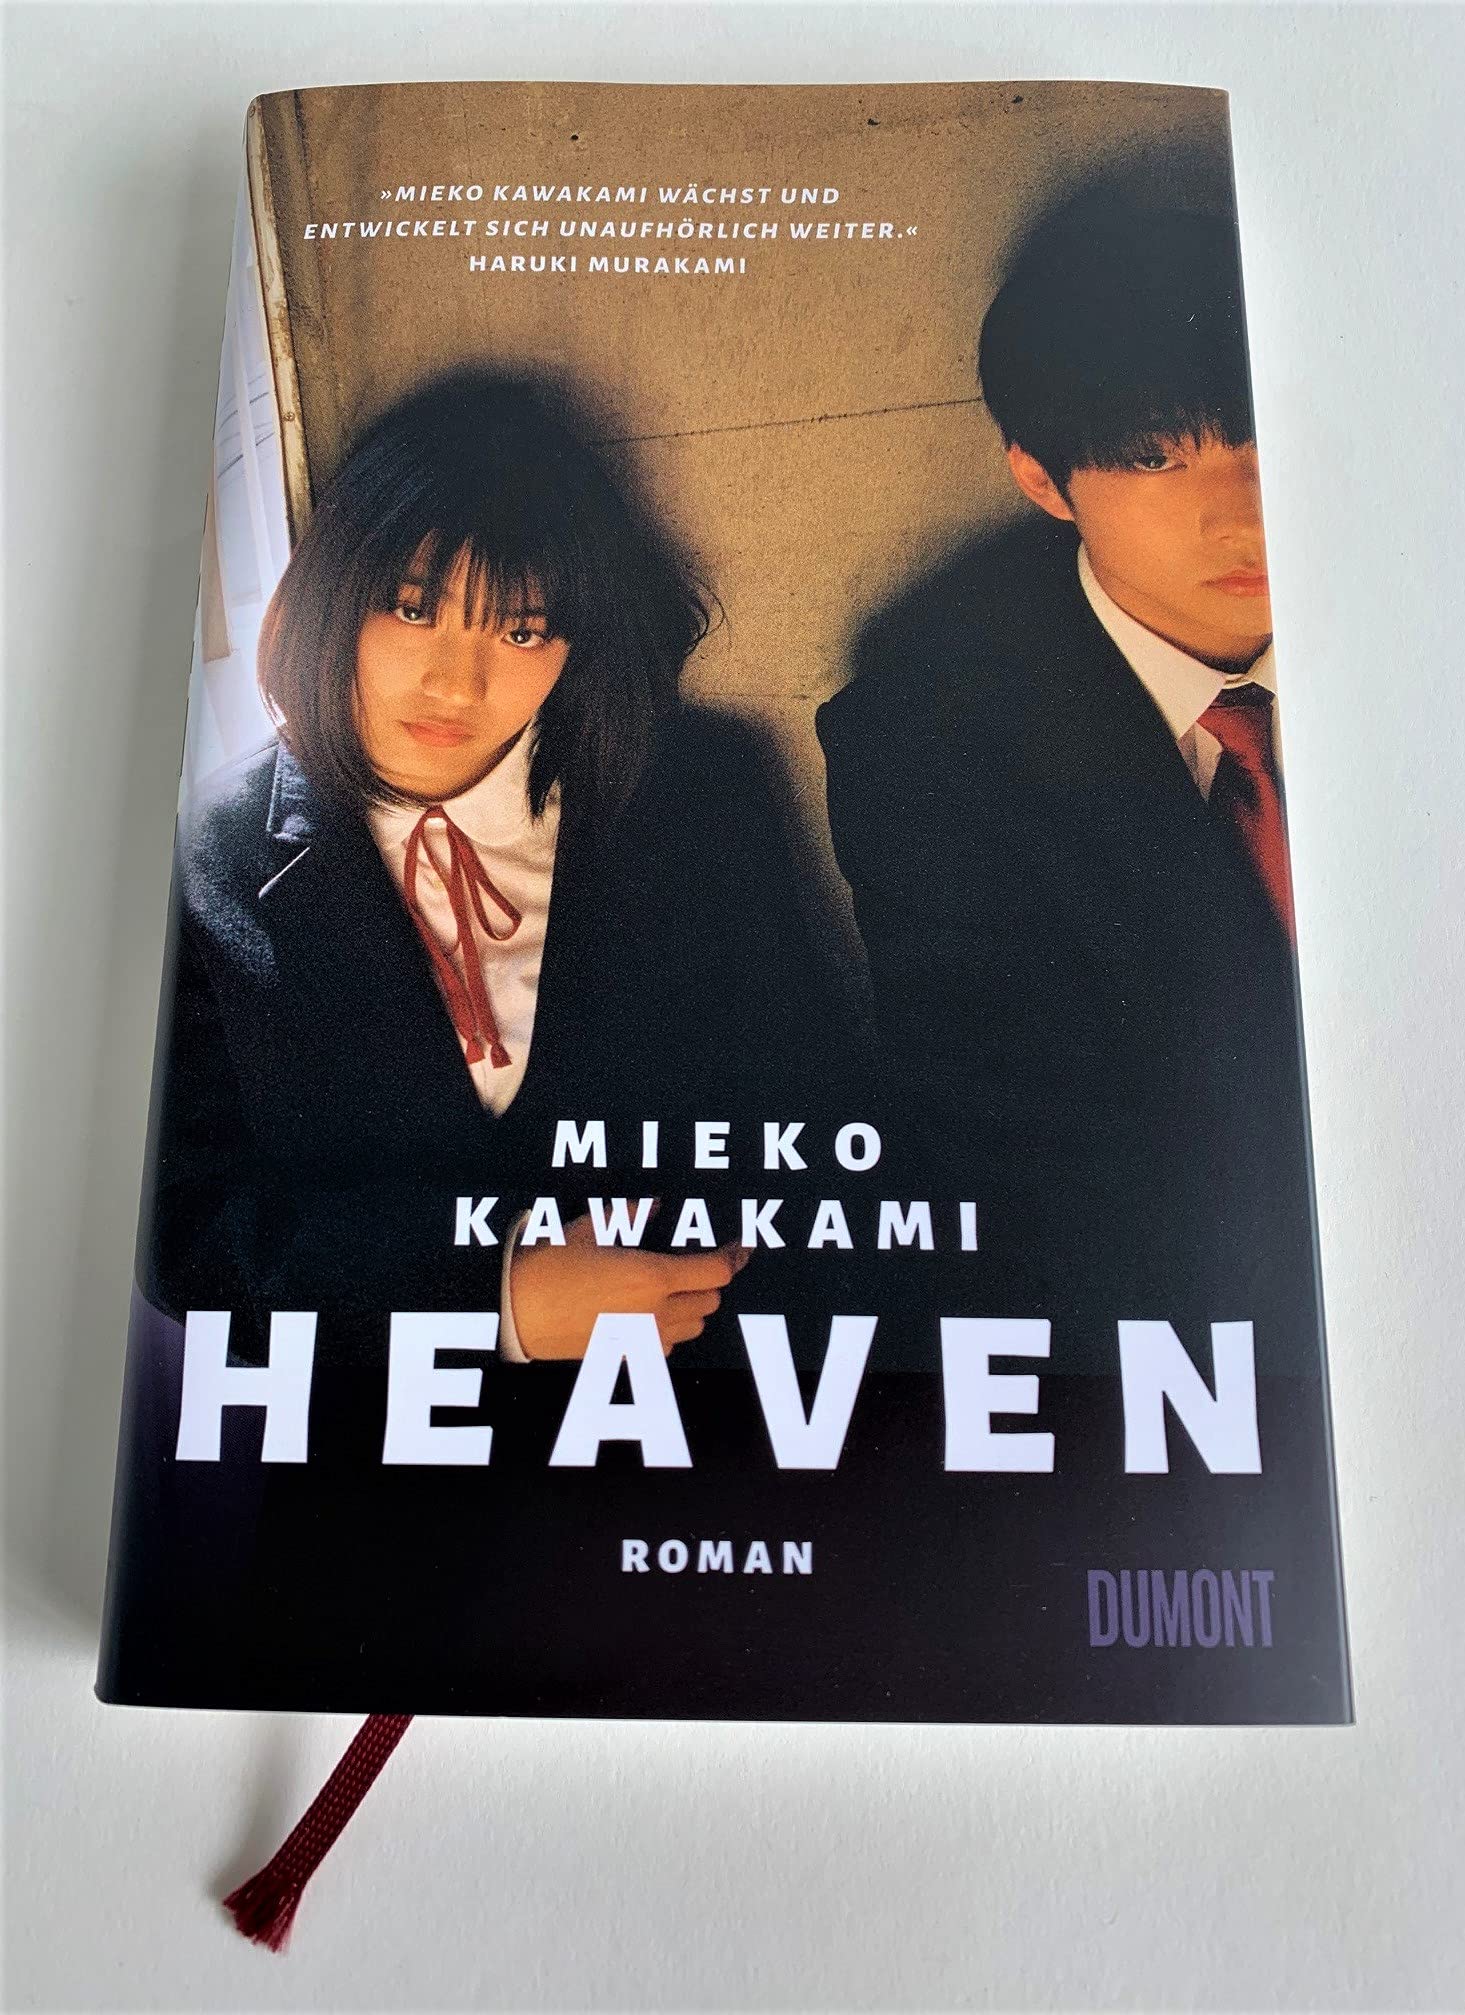 »MIEKO KAWAKAMI WÄCHST UND
ENTWICKELT SICH UNAUFHÖRLICH WEITER.«
HARUKI MURAKAMI
MIEKO
KAWAKAMI
HEAVEN
ROMAN
DUMONT